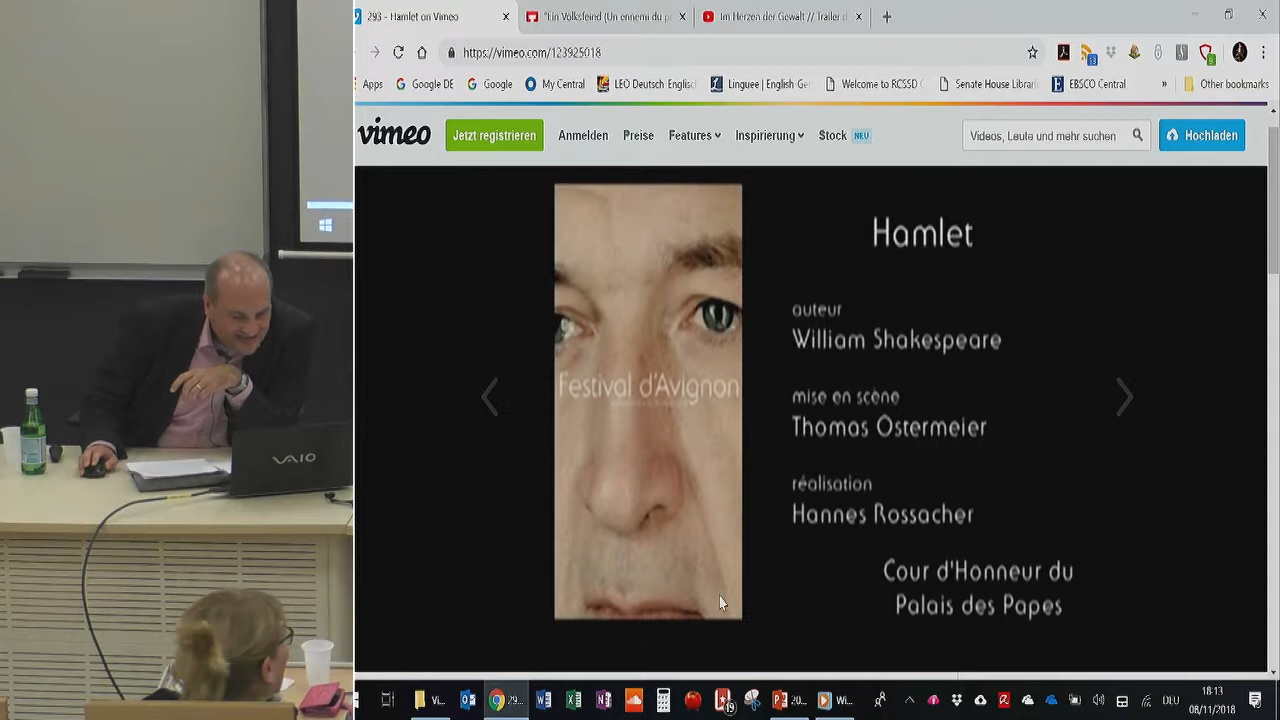 293 - Hamlet on Vimeo
"Ein Volksfeind (Un ennemi du p
Im Herzen der Gewalt // Trailer d
https://vimeo.com/123925018
Apps
Google DE
Google
My Central
LEO Deutsch Englisc
Linguee | English Ger
Welcome to RCSSD
Senate House Librari
EBSCO Central
»
Other bookmarks
vimeo
Jetzt registrieren
Anmelden
Preise
Features
Inspirierung
Stock
NEU
Videos, Leute und mehr suchen
Hochladen
Hamlet
auteur
William Shakespeare
Festival d'Avignon
mise en scène
Thomas Ostermeier
réalisation
Hannes Rossacher
Cour d'Honneur du
Palais des Papes
VAIO
DEU
18:12
08/11/2018